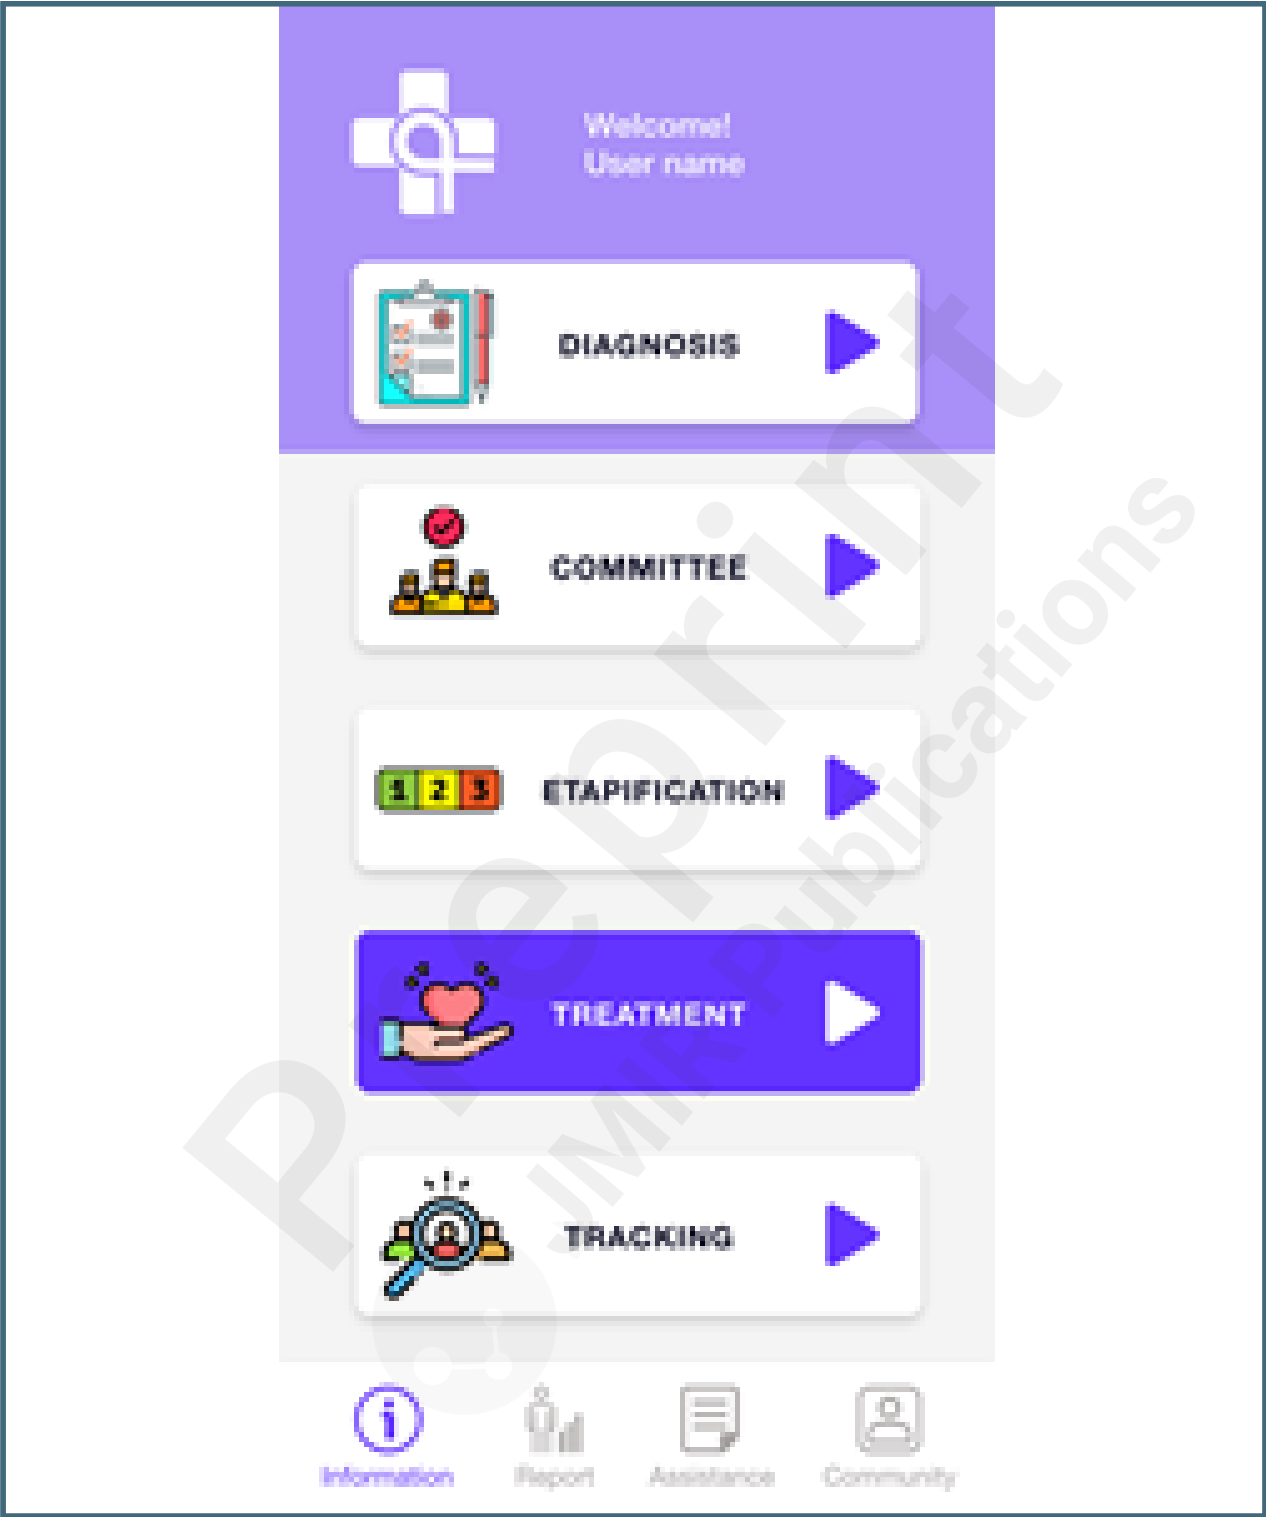 Welcome!
User name
DIAGNOSIS
COMMITTEE
1 2 3
ETAPIFICATION
TREATMENT
TRACKING
Information
Report
Assistance
Community
Preprint
JMIR Publications